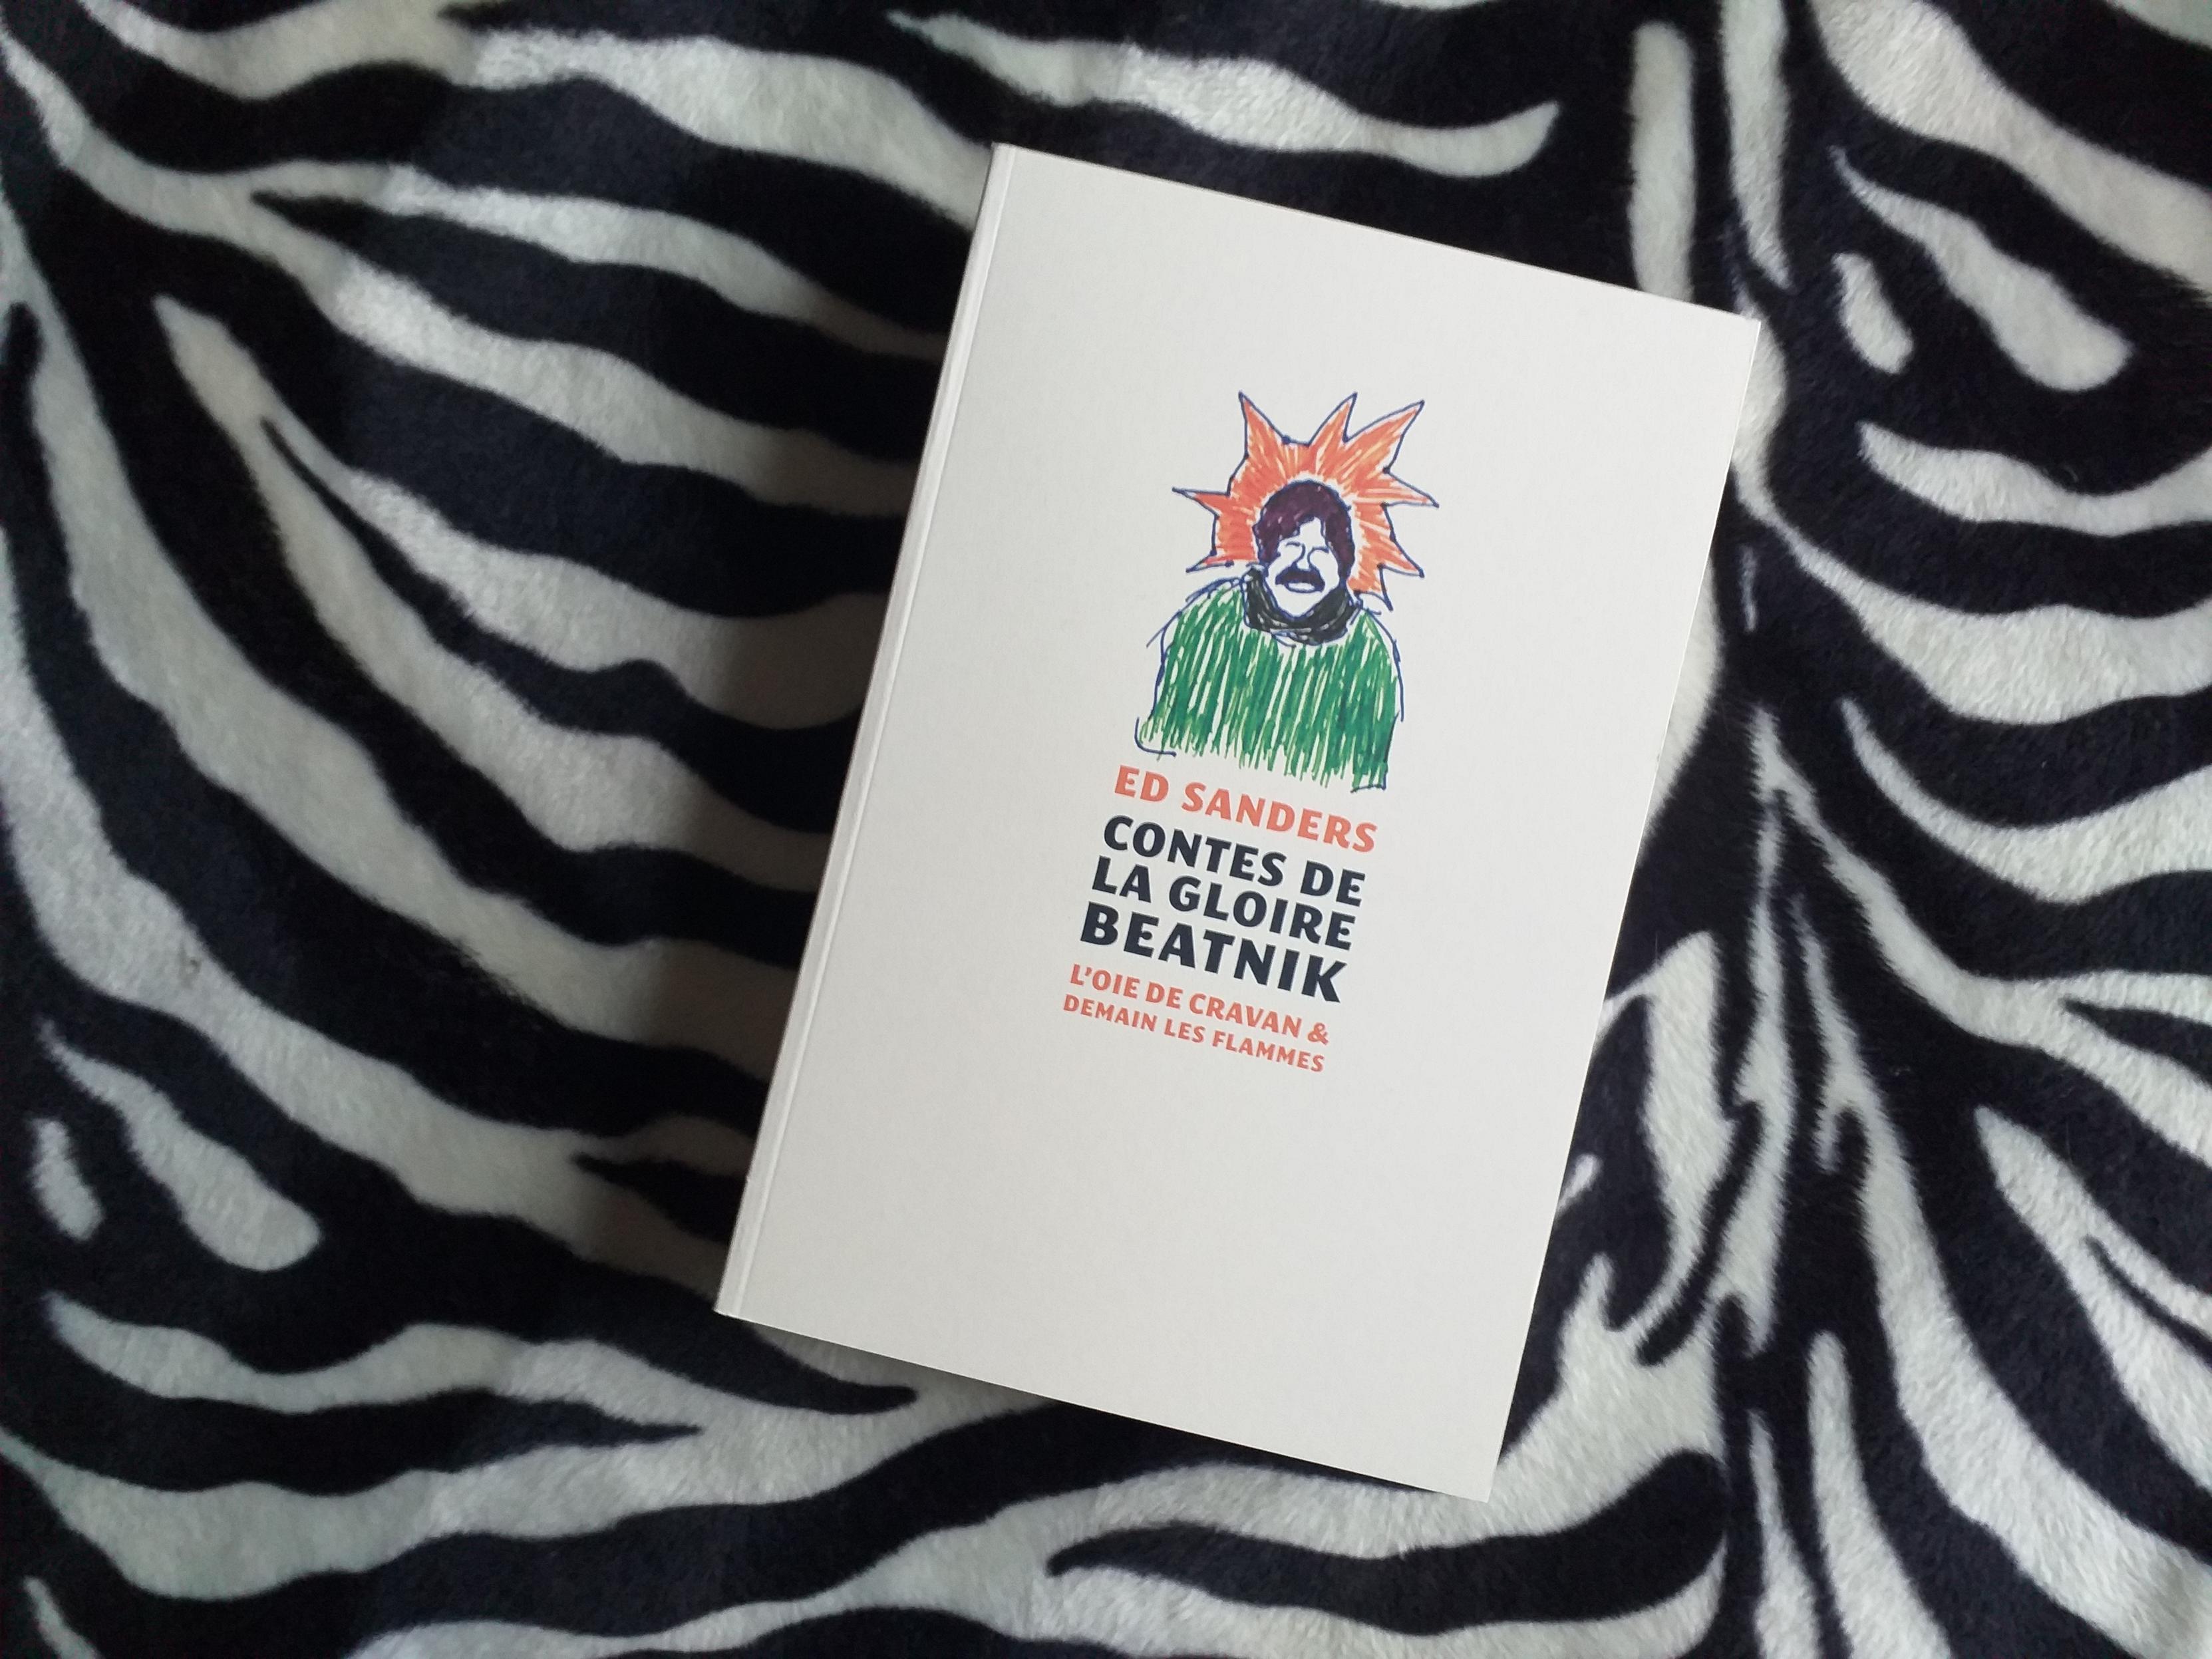 ED SANDERS
CONTES DE
LA GLOIRE
BEATNIK
L'OIE DE CRAVAN &
DEMAIN LES FLAMMES